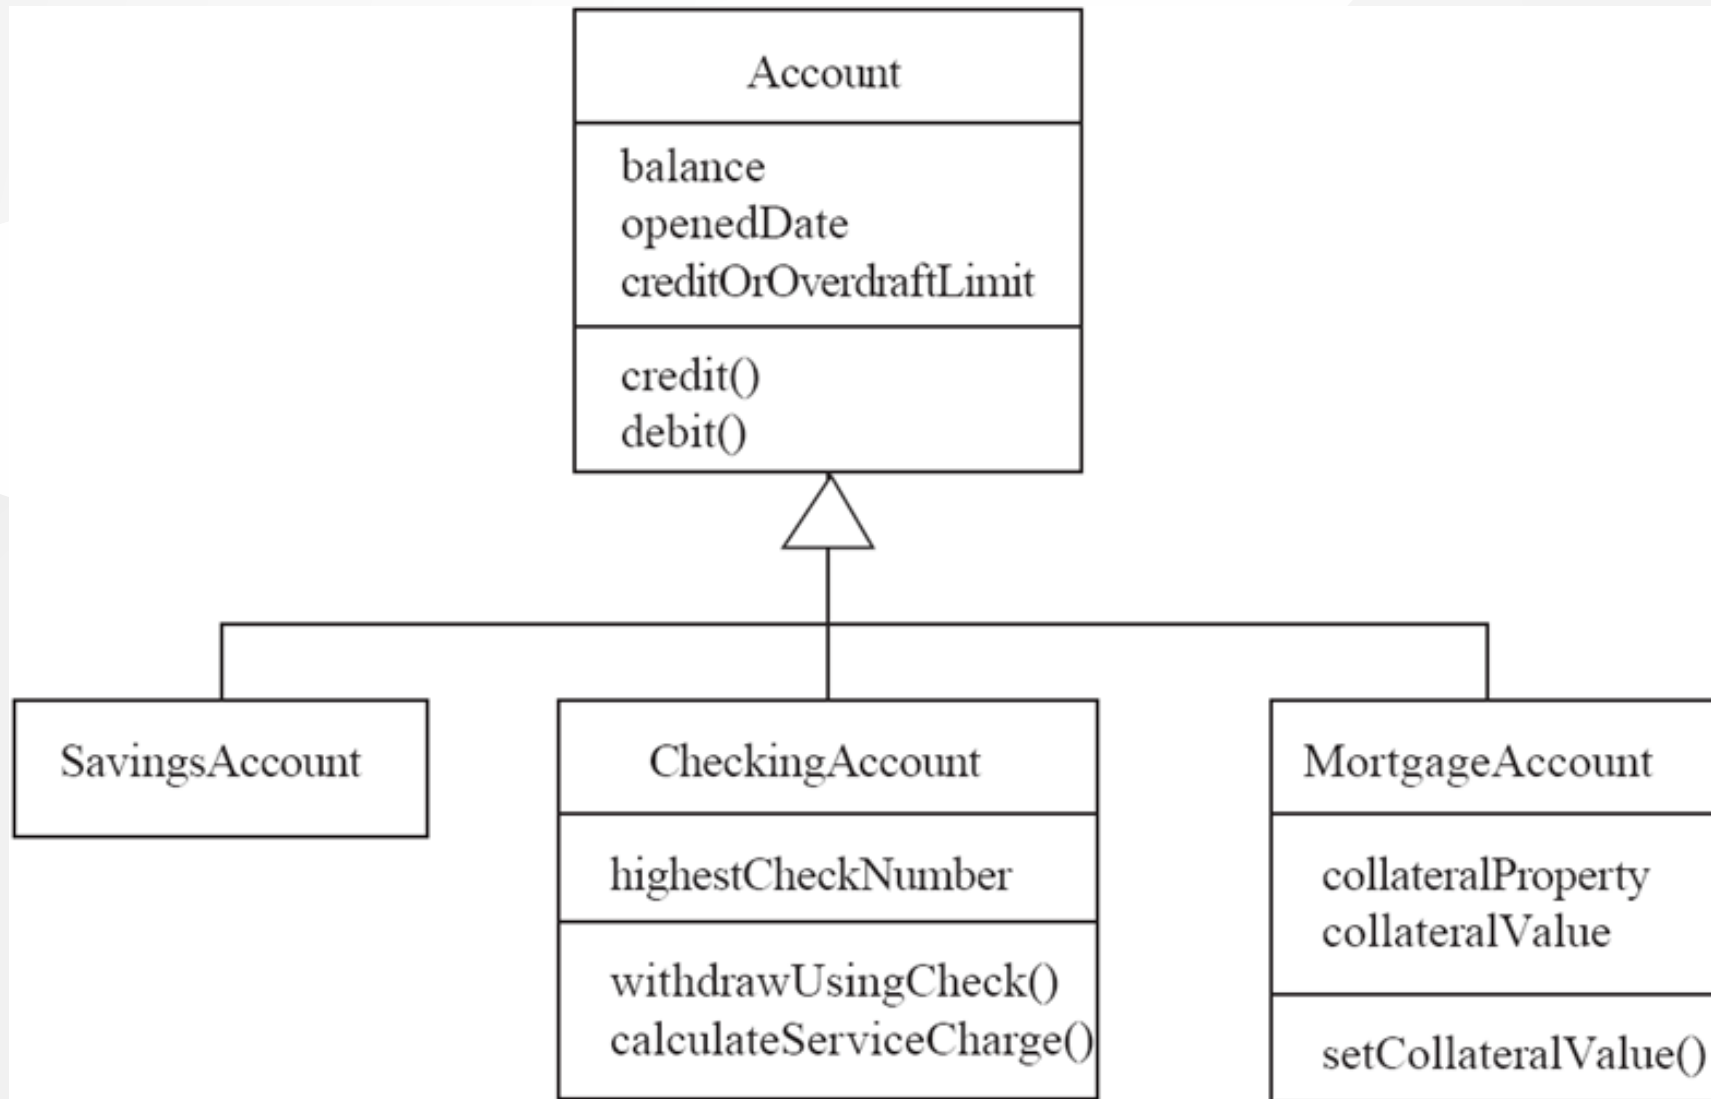 Account
balance
openedDate
creditOrOverdraftLimit
credit()
debit()
SavingsAccount
CheckingAccount
highestCheckNumber
withdrawUsingCheck()
calculateServiceCharge()
MortgageAccount
collateralProperty
collateralValue
setCollateralValue()